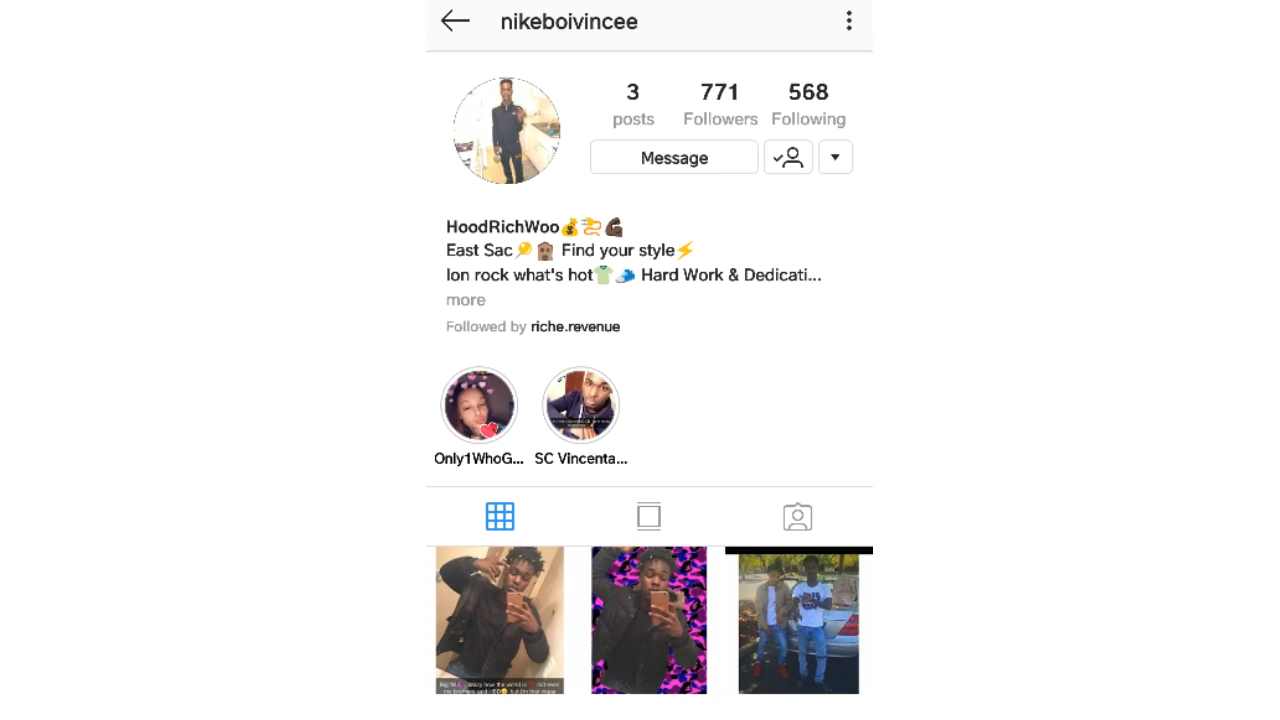 nikeboivincee
3 771 568
posts Followers Following
Message
HoodRichWoo💰🔌💪🏿
East Sac📍🏚 Find your style⚡
Ion rock what's hot👕🧢 Hard Work & Dedicati...
more
Followed by riche.revenue
Only1WhoG... SC Vincenta...